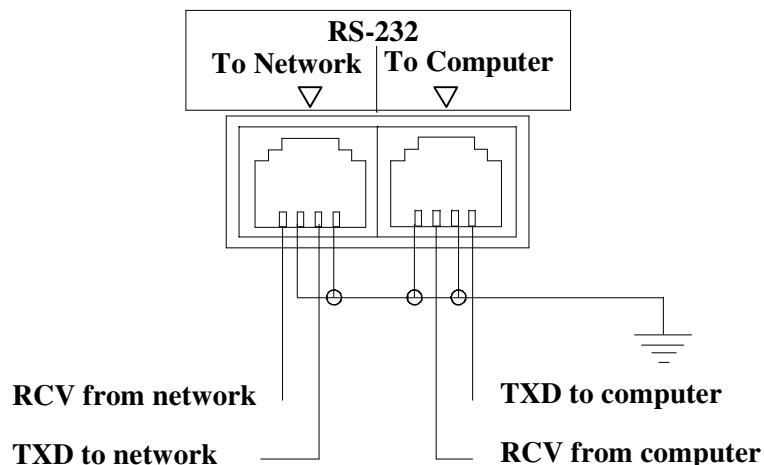 RS-232
To Network To Computer
RCV from network
TXD to computer
TXD to network
RCV from computer